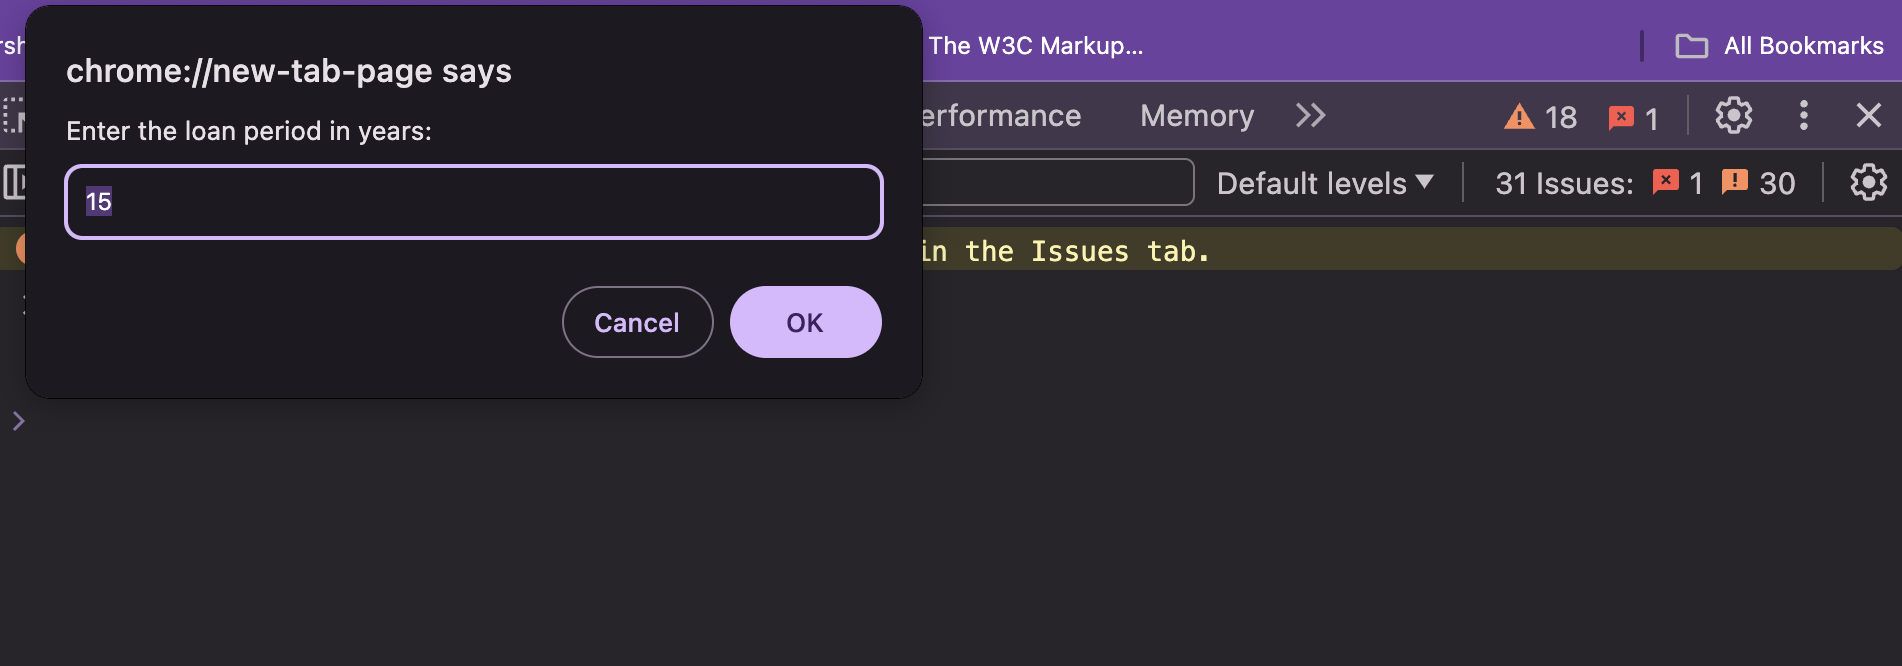 The W3C Markup...
All Bookmarks
chrome://new-tab-page says
Enter the loan period in years:
15
Cancel
OK
erformance
Memory
18
1
Default levels
31 Issues:
1
30
in the Issues tab.